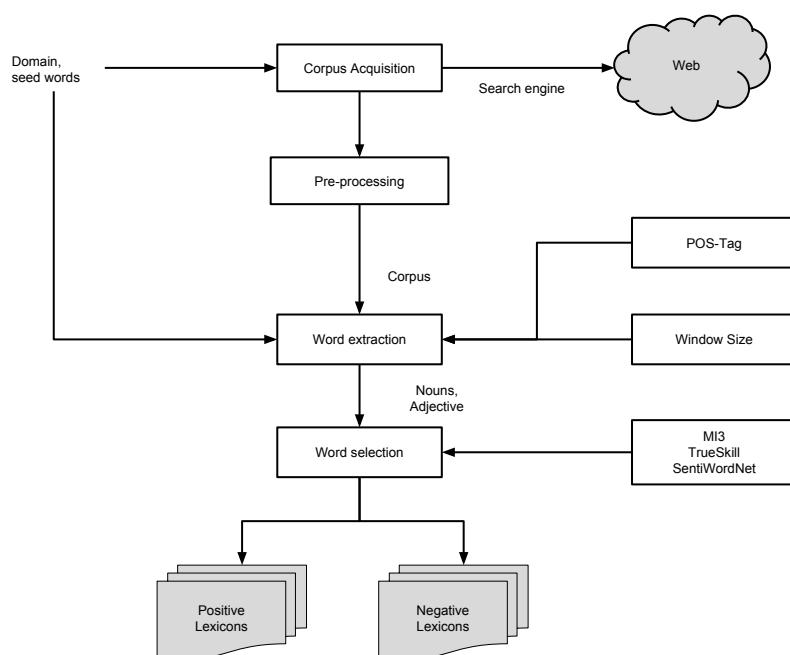 Domain,
seed words
Corpus Acquisition
Search engine
Web
Pre-processing
POS-Tag
Corpus
Word extraction
Window Size
Nouns,
Adjective
Word selection
MI3
TrueSkill
SentiWordNet
Positive
Lexicons
Negative
Lexicons